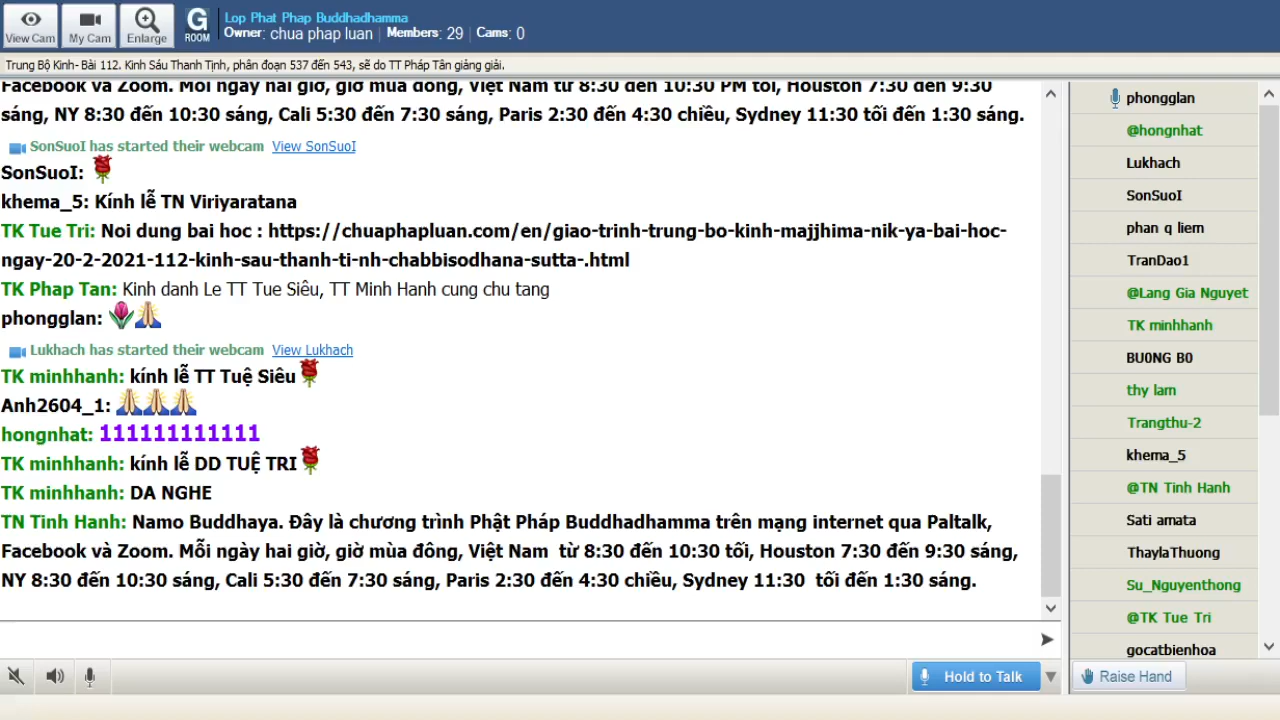 View Cam
My Cam
Enlarge
G
ROOM
Lop Phat Phap Buddhadhamma
Owner: chua phap luan | Members: 29 | Cams: 0
Trung Bộ Kinh- Bài 112. Kinh Sáu Thanh Tịnh, phân đoạn 537 đến 543, sẽ do TT Pháp Tân giảng giải.
Facebook và Zoom. Mỗi ngày hai giờ, giờ mùa đông, Việt Nam từ 8:30 đến 10:30 PM tối, Houston 7:30 đến 9:30
sáng, NY 8:30 đến 10:30 sáng, Cali 5:30 đến 7:30 sáng, Paris 2:30 đến 4:30 chiều, Sydney 11:30 tối đến 1:30 sáng.
SonSuoI has started their webcam View SonSuoI
SonSuoI:
khema_5: Kính lễ TN Viriyaratana
TK Tue Tri: Noi dung bai hoc : https://chuaphapluan.com/en/giao-trinh-trung-bo-kinh-majjhima-nik-ya-bai-hoc-
ngay-20-2-2021-112-kinh-sau-thanh-ti-nh-chabbisodhana-sutta-.html
TK Phap Tan: Kinh danh Le TT Tue Siêu, TT Minh Hanh cung chu tang
phongglan:
Lukhach has started their webcam View Lukhach
TK minhhanh: kính lễ TT Tuệ Siêu
Anh2604_1:
hongnhat: 111111111111
TK minhhanh: kính lễ DD TUỆ TRI
TK minhhanh: DA NGHE
TN Tinh Hanh: Namo Buddhaya. Đây là chương trình Phật Pháp Buddhadhamma trên mạng internet qua Paltalk,
Facebook và Zoom. Mỗi ngày hai giờ, giờ mùa đông, Việt Nam  từ 8:30 đến 10:30 tối, Houston 7:30 đến 9:30 sáng,
NY 8:30 đến 10:30 sáng, Cali 5:30 đến 7:30 sáng, Paris 2:30 đến 4:30 chiều, Sydney 11:30  tối đến 1:30 sáng.
Hold to Talk
phongglan
@hongnhat
Lukhach
SonSuoI
phan q liem
TranDao1
@Lang Gia Nguyet
TK minhhanh
BU0NG B0
thy lam
Trangthu-2
khema_5
@TN Tinh Hanh
Sati amata
ThaylaThuong
Su_Nguyenthong
@TK Tue Tri
gocatbienhoa
Raise Hand